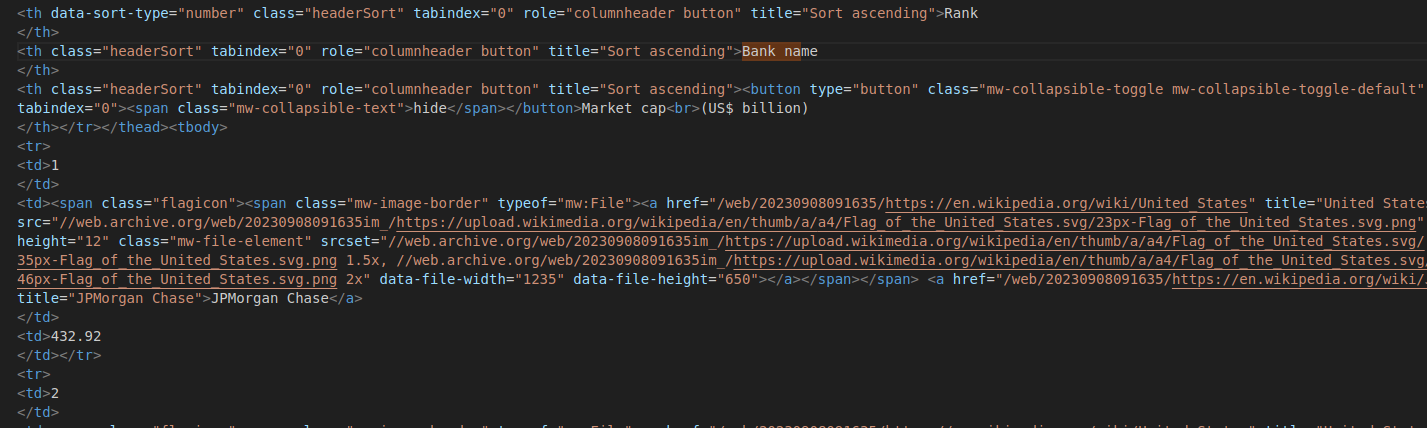 <th data-sort-type="number" class="headerSort" tabindex="0" role="columnheader button" title="Sort ascending">Rank
</th>
<th class="headerSort" tabindex="0" role="columnheader button" title="Sort ascending">Bank name
</th>
<th class="headerSort" tabindex="0" role="columnheader button" title="Sort ascending"><button type="button" class="mw-collapsible-toggle mw-collapsible-toggle-default"
tabindex="0"><span class="mw-collapsible-text">hide</span></button>Market cap<br>(US$ billion)
</th></tr></thead><tbody>
<tr>
<td>1
</td>
<td><span class="flagicon"><span class="mw-image-border" typeof="mw:File"><a href="/web/20230908091635/https://en.wikipedia.org/wiki/United_States" title="United States
src="//web.archive.org/web/20230908091635im_/https://upload.wikimedia.org/wikipedia/en/thumb/a/a4/Flag_of_the_United_States.svg/23px-Flag_of_the_United_States.svg.png"
height="12" class="mw-file-element" srcset="//web.archive.org/web/20230908091635im_/https://upload.wikimedia.org/wikipedia/en/thumb/a/a4/Flag_of_the_United_States.svg/
35px-Flag_of_the_United_States.svg.png 1.5x, //web.archive.org/web/20230908091635im_/https://upload.wikimedia.org/wikipedia/en/thumb/a/a4/Flag_of_the_United_States.svg/
46px-Flag_of_the_United_States.svg.png 2x" data-file-width="1235" data-file-height="650"></a></span></span> <a href="/web/20230908091635/https://en.wikipedia.org/wiki/
title="JPMorgan Chase">JPMorgan Chase</a>
</td>
<td>432.92
</td></tr>
<tr>
<td>2
</td>